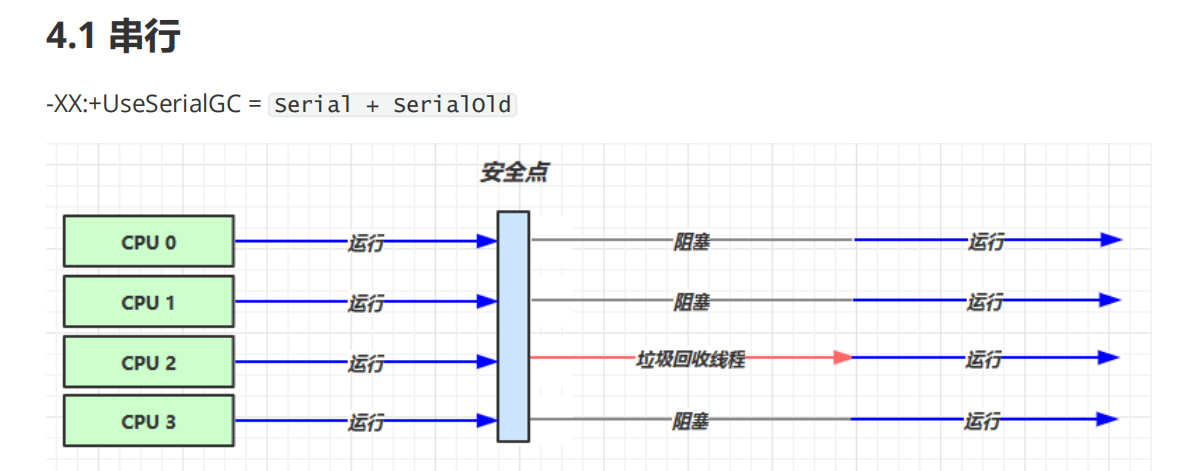 4.1 串行
-XX:+UseSerialGC = Serial + SerialOld
安全点
CPU 0 运行 阻塞 运行
CPU 1 运行 阻塞 运行
CPU 2 运行 垃圾回收线程 运行
CPU 3 运行 阻塞 运行